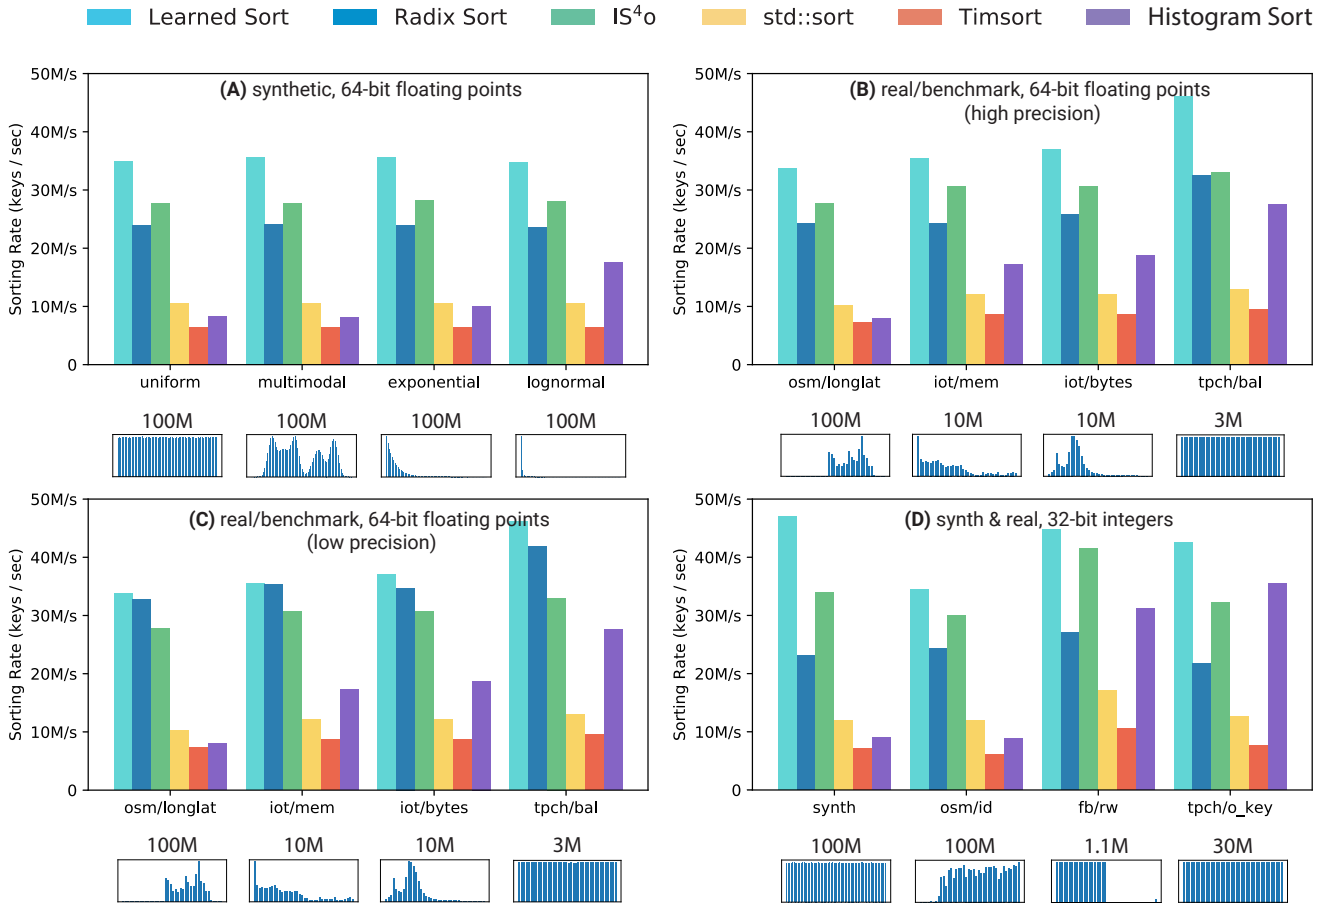 Learned Sort Radix Sort IS⁴o std::sort Timsort Histogram Sort
(A) synthetic, 64-bit floating points
Sorting Rate (keys / sec)
50M/s
40M/s
30M/s
20M/s
10M/s
0
uniform multimodal exponential lognormal
100M 100M 100M 100M
(B) real/benchmark, 64-bit floating points
(high precision)
Sorting Rate (keys / sec)
50M/s
40M/s
30M/s
20M/s
10M/s
0
osm/longlat iot/mem iot/bytes tpch/bal
100M 10M 10M 3M
(C) real/benchmark, 64-bit floating points
(low precision)
Sorting Rate (keys / sec)
50M/s
40M/s
30M/s
20M/s
10M/s
0
osm/longlat iot/mem iot/bytes tpch/bal
100M 10M 10M 3M
(D) synth & real, 32-bit integers
Sorting Rate (keys / sec)
50M/s
40M/s
30M/s
20M/s
10M/s
0
synth osm/id fb/rw tpch/o_key
100M 100M 1.1M 30M